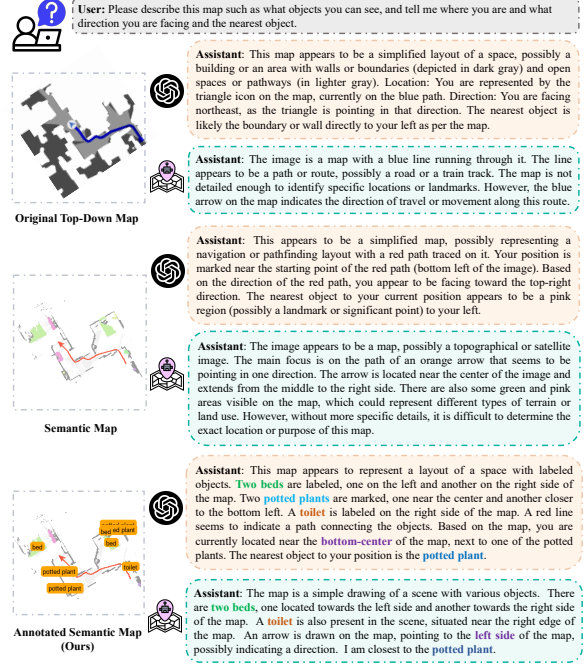 User: Please describe this map such as what objects you can see, and tell me where you are and what
direction you are facing and the nearest object.
Assistant: This map appears to be a simplified layout of a space, possibly a
building or an area with walls or boundaries (depicted in dark gray) and open
spaces or pathways (in lighter gray). Location: You are represented by the
triangle icon on the map, currently on the blue path. Direction: You are facing
northeast, as the triangle is pointing in that direction. The nearest object is
likely the boundary or wall directly to your left as per the map.
Assistant: The image is a map with a blue line running through it. The line
appears to be a path or route, possibly a road or a train track. The map is not
detailed enough to identify specific locations or landmarks. However, the blue
arrow on the map indicates the direction of travel or movement along this route.
Original Top-Down Map
Assistant: This appears to be a simplified map, possibly representing a
navigation or pathfinding layout with a red path traced on it. Your position is
marked near the starting point of the red path (bottom left of the image). Based
on the direction of the red path, you appear to be facing toward the top-right
direction. The nearest object to your current position appears to be a pink
region (possibly a landmark or significant point) to your left.
Assistant: The image appears to be a map, possibly a topographical or satellite
image. The main focus is on the path of an orange arrow that seems to be
pointing in one direction. The arrow is located near the center of the image and
extends from the middle to the right side. There are also some green and pink
areas visible on the map, which could represent different types of terrain or
land use. However, without more specific details, it is difficult to determine the
exact location or purpose of this map.
Semantic Map
Assistant: This map appears to represent a layout of a space with labeled
objects. Two beds are labeled, one on the left and another on the right side of
the map. Two potted plants are marked, one near the center and another closer
to the bottom left. A toilet is labeled on the right side of the map. A red line
seems to indicate a path connecting the objects. Based on the map, you are
currently located near the bottom-center of the map, next to one of the potted
plants. The nearest object to your position is the potted plant.
ed plant
bed
bed
toilet
potted plant
potted plant
Assistant: The map is a simple drawing of a scene with various objects. There
are two beds, one located towards the left side and another towards the right side
of the map. A toilet is also present in the scene, situated near the right edge of
the map. An arrow is drawn on the map, pointing to the left side of the map,
possibly indicating a direction. I am closest to the potted plant.
Annotated Semantic Map
(Ours)